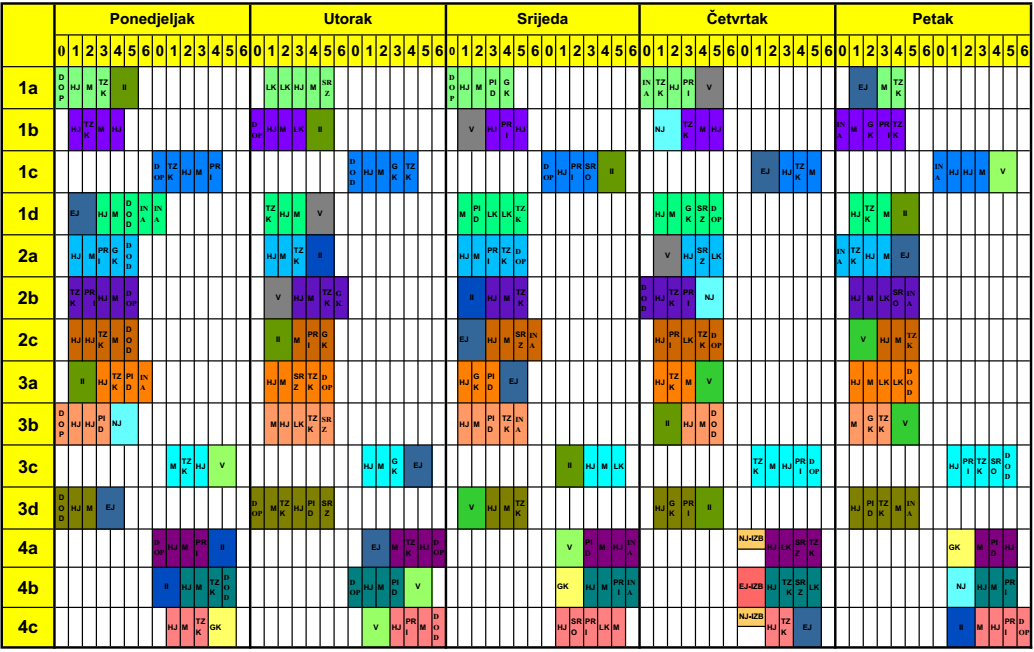 Ponedjeljak Utorak Srijeda Četvrtak Petak
0 1 2 3 4 5 6 0 1 2 3 4 5 6 0 1 2 3 4 5 6 0 1 2 3 4 5 6 0 1 2 3 4 5 6 0 1 2 3 4 5 6 0 1 2 3 4 5 6 0 1 2 3 4 5 6 0 1 2 3 4 5 6 0 1 2 3 4 5 6
1a DOP HJ M TZK II LK LK HJ M SRZ DOP HJ M PID GK INA TZK HJ PRI V EJ M TZK
1b HJ TZK M HJ DOP HJ M LK II V HJ PRI HJ NJ TZK M HJ INA M GK PRI TZK
1c DOP TZK HJ M PRI DOD HJ M GK TZK DOP HJ PRI SRO II EJ HJ TZK M INA HJ HJ M V
1d EJ HJ M DOD INA INA TZK HJ M V M PID LK LK TZK HJ M GK SRZ DOP HJ TZK M II
2a HJ M PRI GK DOD HJ M TZK II HJ M PRI TZK DOP V HJ SRZ LK INA TZK HJ M EJ
2b TZK PRI HJ M DOP V HJ M TZK GK II HJ M TZK DOD HJ TZK PRI NJ HJ M LK SRO INA
2c HJ HJ TZK M DOD II M PRI GK EJ HJ M SRZ INA HJ PRI LK TZK DOP V HJ M TZK
3a II HJ TZK PID INA HJ M SRZ TZK DOP HJ GK PID EJ HJ TZK M V HJ M LK LK DOD
3b DOP HJ HJ PID NJ M HJ LK TZK SRZ HJ M PID TZK INA II HJ M DOD M GK TZK V
3c M TZK HJ V HJ M GK EJ II HJ M LK TZK M HJ PRI DOP HJ PRI TZK SRO DOD
3d DOD HJ M EJ DOP M TZK HJ PID SRZ V HJ M TZK HJ GK PRI II HJ PID TZK M INA
4a DOP HJ M PRI II EJ M TZK HJ DOP V PID M HJ INA NJ-IZB HJ LK SRZ TZK GK M PID HJ
4b II HJ M TZK DOD DOP HJ M PID V GK HJ M PRI INA EJ-IZB HJ TZK SRZ LK NJ HJ M PRI
4c HJ M TZK GK V HJ PRI M DOD HJ SRO PRI LK M NJ-IZB HJ TZK EJ II M HJ PRI DOP